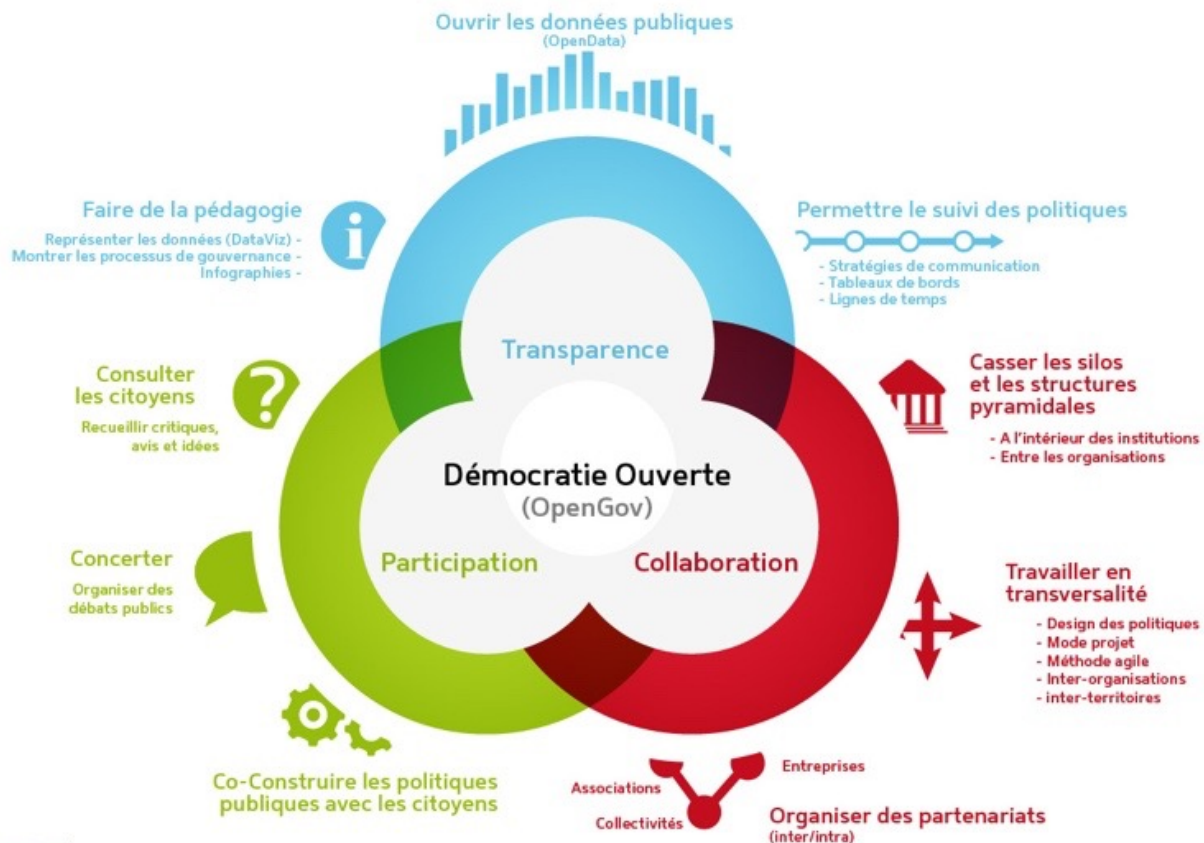 Ouvrir les données publiques
(OpenData)
Faire de la pédagogie
Représenter les données (DataViz) -
Montrer les processus de gouvernance -
Infographies -
Permettre le suivi des politiques
- Stratégies de communication
- Tableaux de bords
- Lignes de temps
Transparence
Consulter
les citoyens
Recueillir critiques,
avis et idées
Casser les silos
et les structures
pyramidales
- A l'intérieur des institutions
- Entre les organisations
Démocratie Ouverte
(OpenGov)
Participation
Collaboration
Concerter
Organiser des
débats publics
Travailler en
transversalité
- Design des politiques
- Mode projet
- Méthode agile
- Inter-organisations
- inter-territoires
Co-Construire les politiques
publiques avec les citoyens
Associations
Entreprises
Collectivités
Organiser des partenariats
(inter/intra)